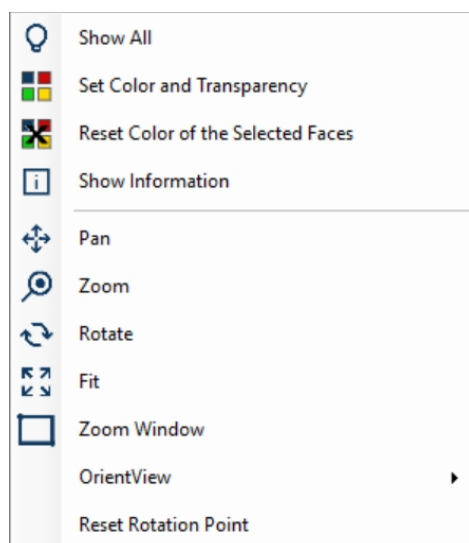 Show All
Set Color and Transparency
Reset Color of the Selected Faces
Show Information
Pan
Zoom
Rotate
Fit
Zoom Window
OrientView
Reset Rotation Point